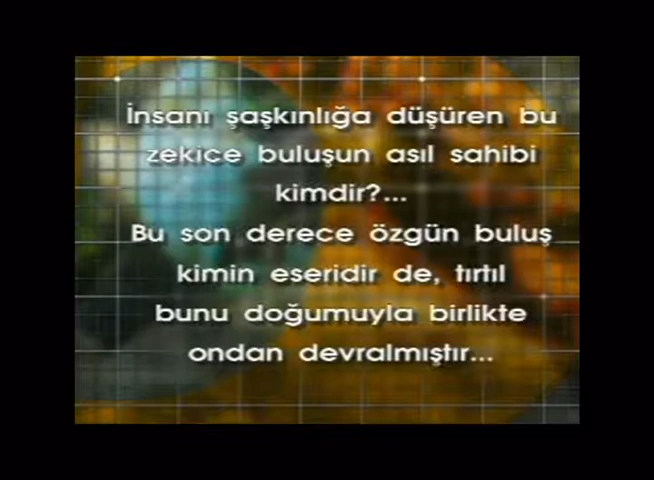 İnsanı şaşkınlığa düşüren bu
zekice buluşun asıl sahibi
kimdir?...
Bu son derece özgün buluş
kimin eseridir de, tırtıl
bunu doğumuyla birlikte
ondan devralmıştır...